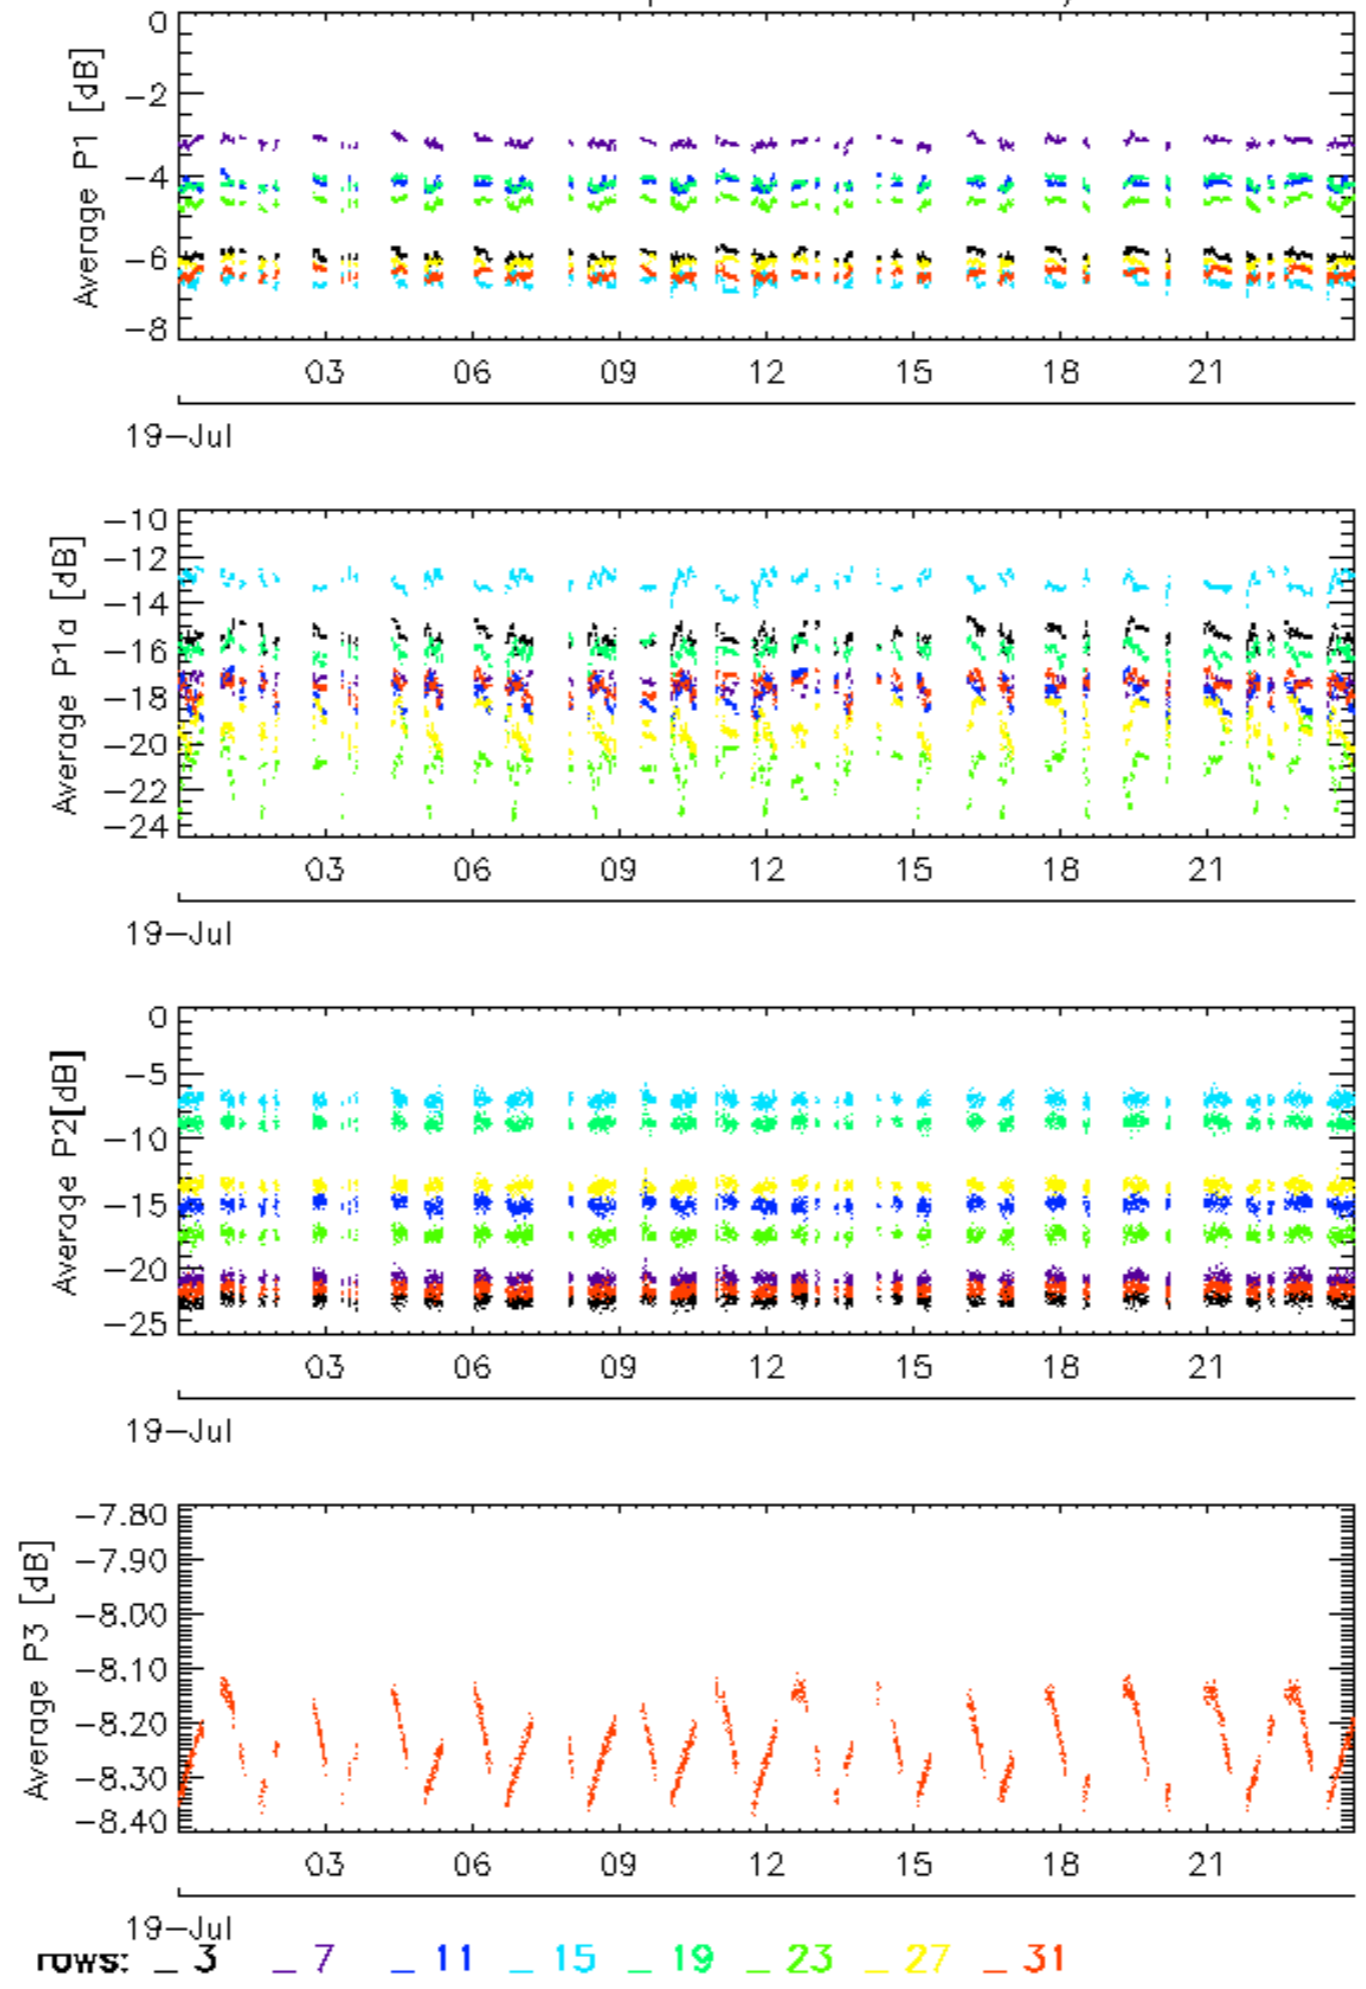 0
-2
-4
-6
-8
Average P1 [dB]
03 06 09 12 15 18 21
19-Jul
-10
-12
-14
-16
-18
-20
-22
-24
Average P1a [dB]
03 06 09 12 15 18 21
19-Jul
0
-5
-10
-15
-20
-25
Average P2[dB]
03 06 09 12 15 18 21
19-Jul
-7.80
-7.90
-8.00
-8.10
-8.20
-8.30
-8.40
Average P3 [dB]
03 06 09 12 15 18 21
19-Jul
rows: _ 3 _ 7 _ 11 _ 15 _ 19 _ 23 _ 27 _ 31